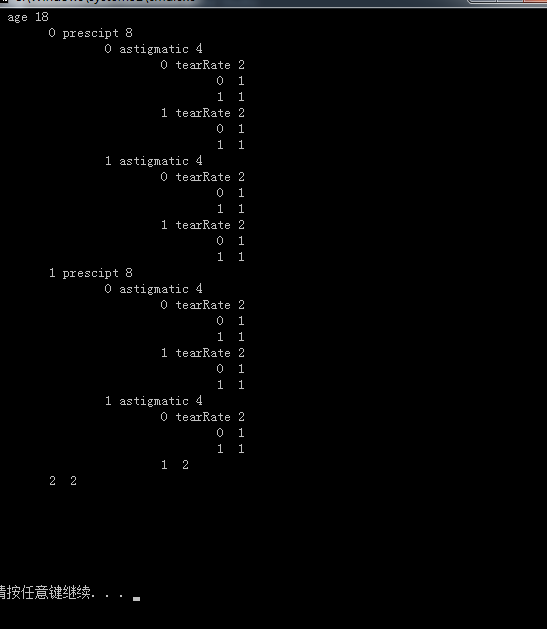 age 18
0 prescipt 8
0 astigmatic 4
0 tearRate 2
0 1
1 1
1 tearRate 2
0 1
1 1
1 astigmatic 4
0 tearRate 2
0 1
1 1
1 tearRate 2
0 1
1 1
1 prescipt 8
0 astigmatic 4
0 tearRate 2
0 1
1 1
1 tearRate 2
0 1
1 1
1 astigmatic 4
0 tearRate 2
0 1
1 1
1 2
2 2
请按任意键继续. . .